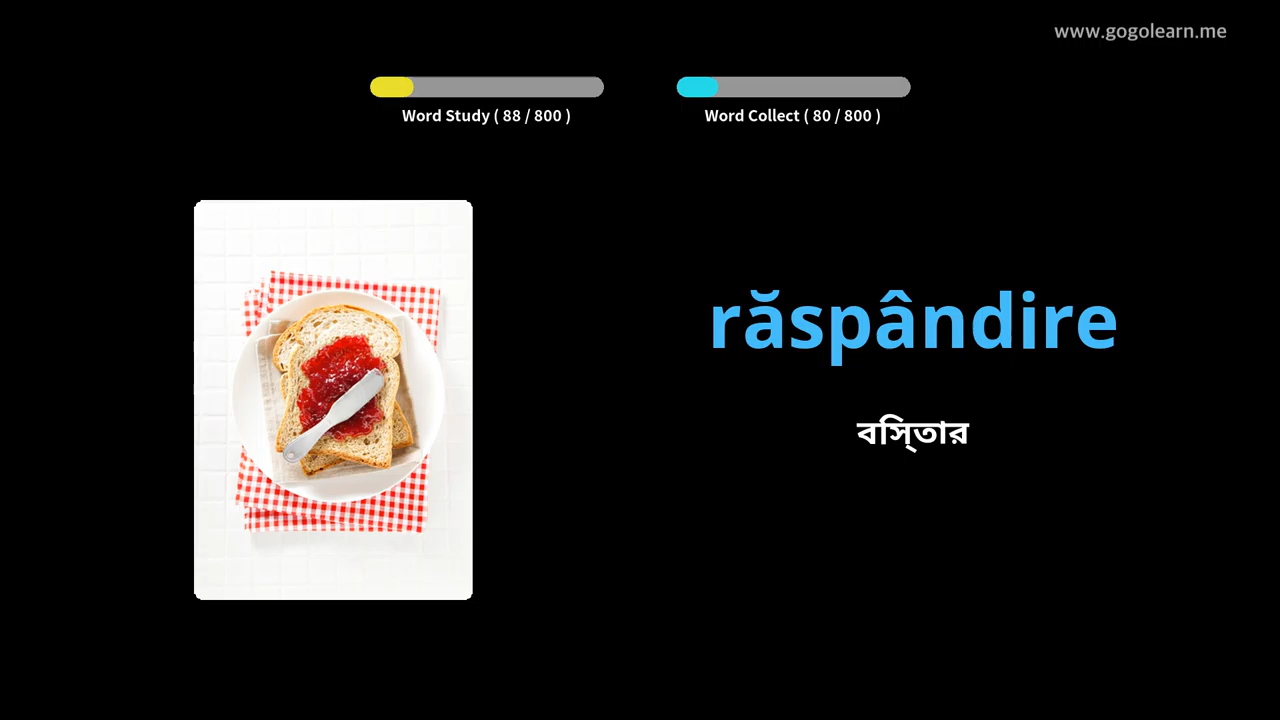 www.gogolearn.me
Word Study ( 88 / 800 )
Word Collect ( 80 / 800 )
răspândire
বিস্তার